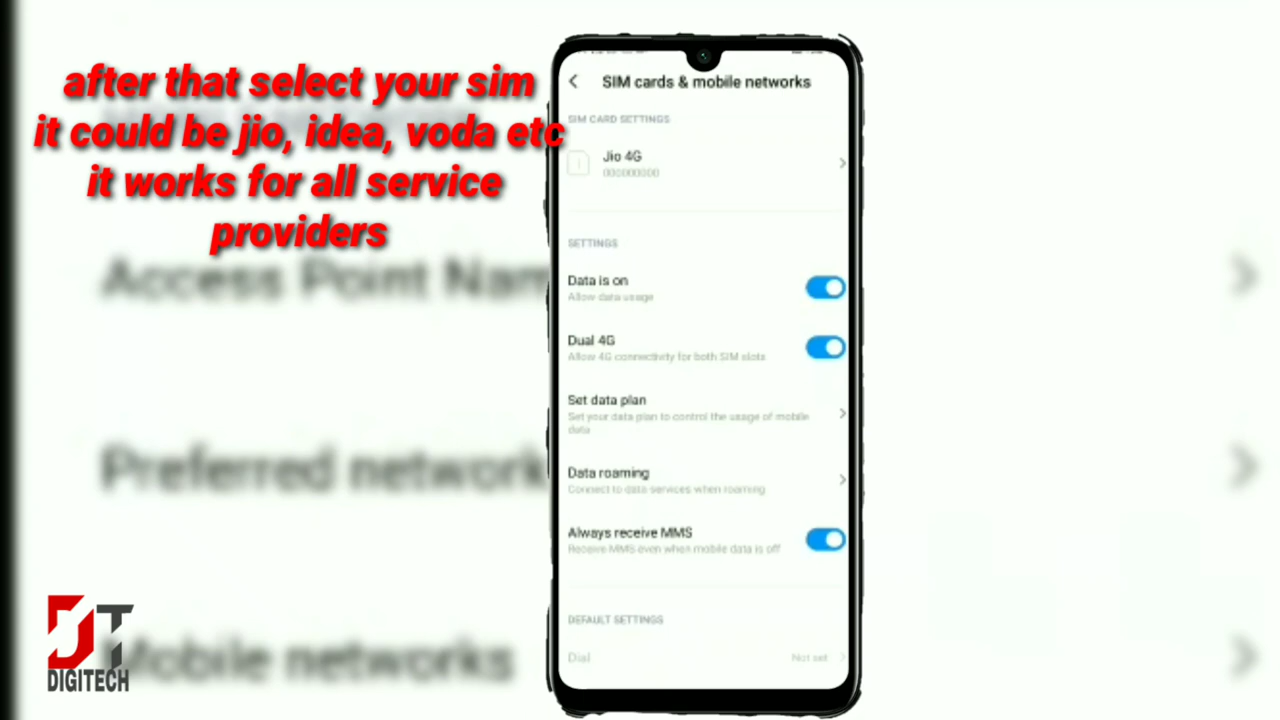 after that select your sim
it could be jio, idea, voda etc
it works for all service
providers
SIM cards & mobile networks
SIM CARD SETTINGS
Jio 4G
000000000
SETTINGS
Data is on
Allow data usage
Dual 4G
Allow 4G connectivity for both SIM slots
Set data plan
Set your data plan to control the usage of mobile
data
Data roaming
Connect to data services when roaming
Always receive MMS
Receive MMS even when mobile data is off
DEFAULT SETTINGS
Dial
Not set
Access Point Nam
Preferred network
Mobile networks
DT
DIGITECH